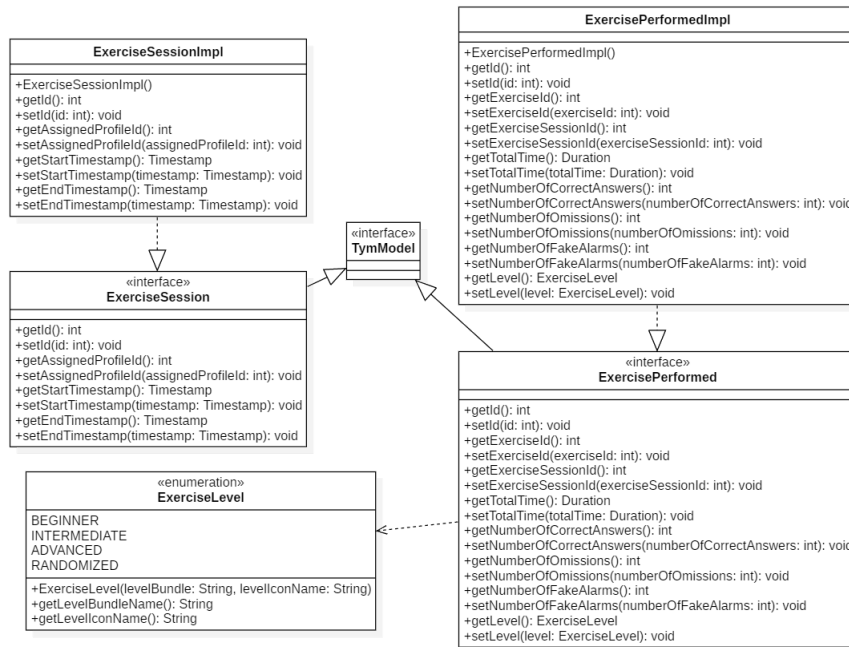 ExerciseSessionImpl
+ExerciseSessionImpl()
+getId(): int
+setId(id: int): void
+getAssignedProfileId(): int
+setAssignedProfileId(assignedProfileId: int): void
+getStartTimestamp(): Timestamp
+setStartTimestamp(timestamp: Timestamp): void
+getEndTimestamp(): Timestamp
+setEndTimestamp(timestamp: Timestamp): void
ExercisePerformedImpl
+ExercisePerformedImpl()
+getId(): int
+setId(id: int): void
+getExerciseId(): int
+setExerciseId(exerciseId: int): void
+getExerciseSessionId(): int
+setExerciseSessionId(exerciseSessionId: int): void
+getTotalTime(): Duration
+setTotalTime(totalTime: Duration): void
+getNumberOfCorrectAnswers(): int
+setNumberOfCorrectAnswers(numberOfCorrectAnswers: int): void
+getNumberOfOmissions(): int
+setNumberOfOmissions(numberOfOmissions: int): void
+getNumberOfFakeAlarms(): int
+setNumberOfFakeAlarms(numberOfFakeAlarms: int): void
+getLevel(): ExerciseLevel
+setLevel(level: ExerciseLevel): void
«interface»
TymModel
«interface»
ExerciseSession
+getId(): int
+setId(id: int): void
+getAssignedProfileId(): int
+setAssignedProfileId(assignedProfileId: int): void
+getStartTimestamp(): Timestamp
+setStartTimestamp(timestamp: Timestamp): void
+getEndTimestamp(): Timestamp
+setEndTimestamp(timestamp: Timestamp): void
«interface»
ExercisePerformed
+getId(): int
+setId(id: int): void
+getExerciseId(): int
+setExerciseId(exerciseId: int): void
+getExerciseSessionId(): int
+setExerciseSessionId(exerciseSessionId: int): void
+getTotalTime(): Duration
+setTotalTime(totalTime: Duration): void
+getNumberOfCorrectAnswers(): int
+setNumberOfCorrectAnswers(numberOfCorrectAnswers: int): void
+getNumberOfOmissions(): int
+setNumberOfOmissions(numberOfOmissions: int): void
+getNumberOfFakeAlarms(): int
+setNumberOfFakeAlarms(numberOfFakeAlarms: int): void
+getLevel(): ExerciseLevel
+setLevel(level: ExerciseLevel): void
«enumeration»
ExerciseLevel
BEGINNER
INTERMEDIATE
ADVANCED
RANDOMIZED
+ExerciseLevel(levelBundle: String, levelIconName: String)
+getLevelBundleName(): String
+getLevelIconName(): String